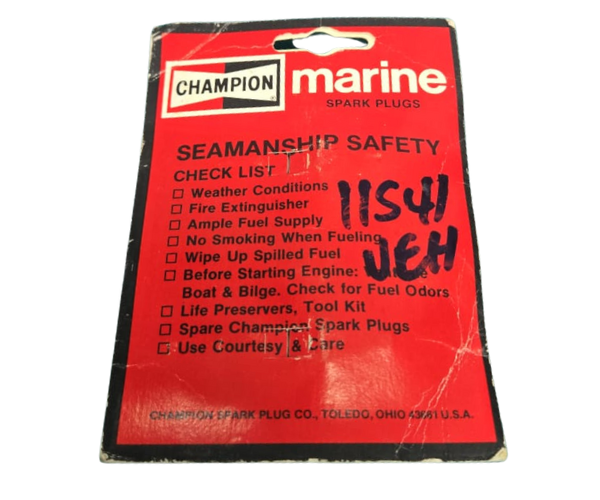 CHAMPION marine
SPARK PLUGS
SEAMANSHIP SAFETY
CHECK LIST
Weather Conditions
Fire Extinguisher
Ample Fuel Supply
No Smoking When Fueling
Wipe Up Spilled Fuel
Before Starting Engine:
Boat & Bilge. Check for Fuel Odors
Life Preservers, Tool Kit
Spare Champion Spark Plugs
Use Courtesy & Care
11541
CHAMPION SPARK PLUG CO., TOLEDO, OHIO 43661 U.S.A.